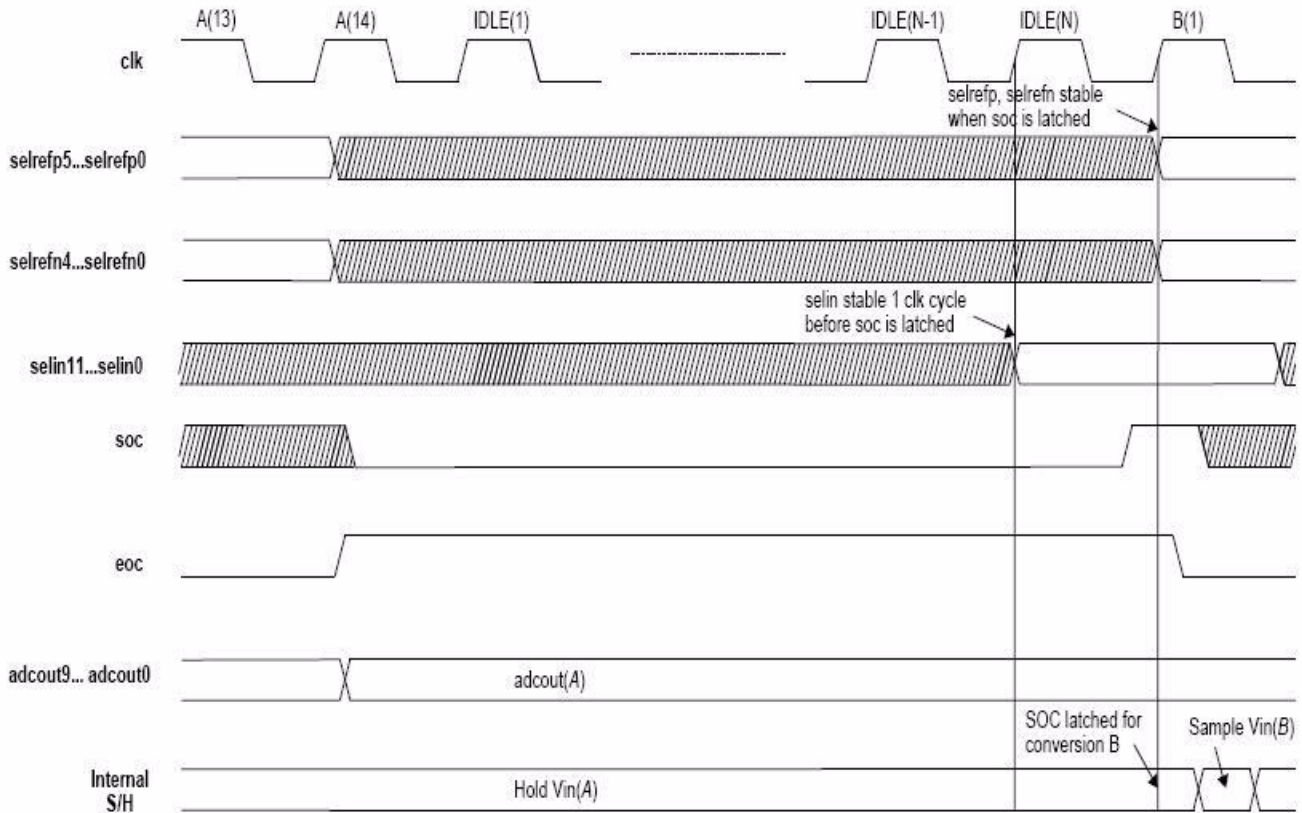 A(13) A(14) IDLE(1) IDLE(N-1) IDLE(N) B(1)
clk
selrefp, selrefn stable
when soc is latched
selrefp5...selrefp0
selrefn4...selrefn0
selin stable 1 clk cycle
before soc is latched
selin11...selin0
soc
eoc
adcout9... adcout0
adcout(A)
SOC latched for
conversion B
Sample Vin(B)
Internal
S/H
Hold Vin(A)